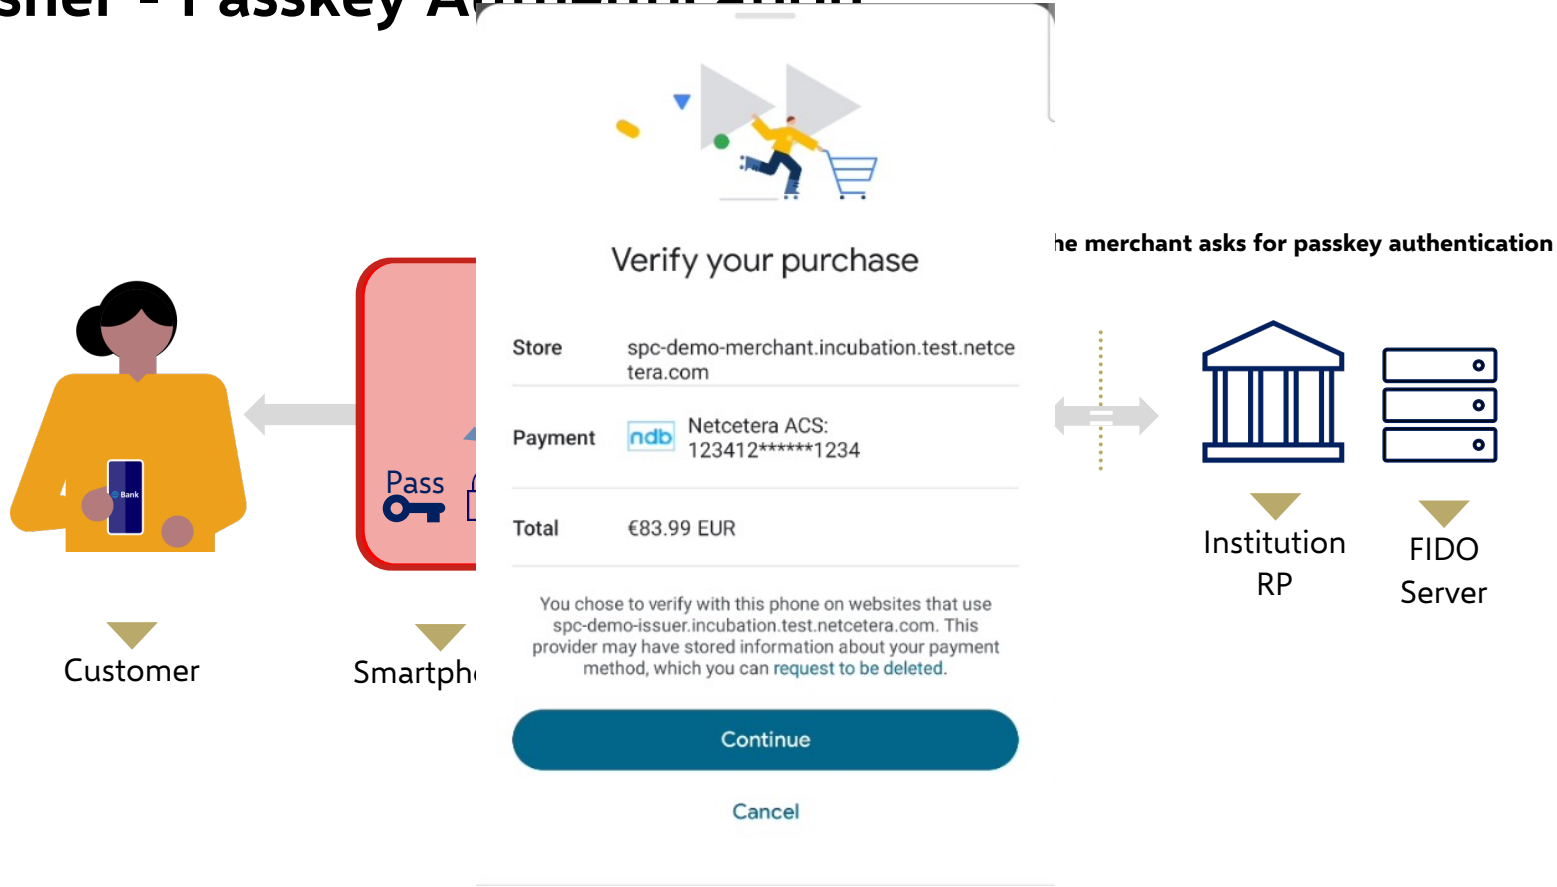 Passkey
Verify your purchase
he merchant asks for passkey authentication
Store
spc-demo-merchant.incubation.test.netce
tera.com
Payment
ndb
Netcetera ACS:
123412******1234
Pass
Bank
Total
€83.99 EUR
Institution
RP
FIDO
Server
You chose to verify with this phone on websites that use
spc-demo-issuer.incubation.test.netcetera.com. This
provider may have stored information about your payment
method, which you can request to be deleted.
Customer
Smartph
Continue
Cancel